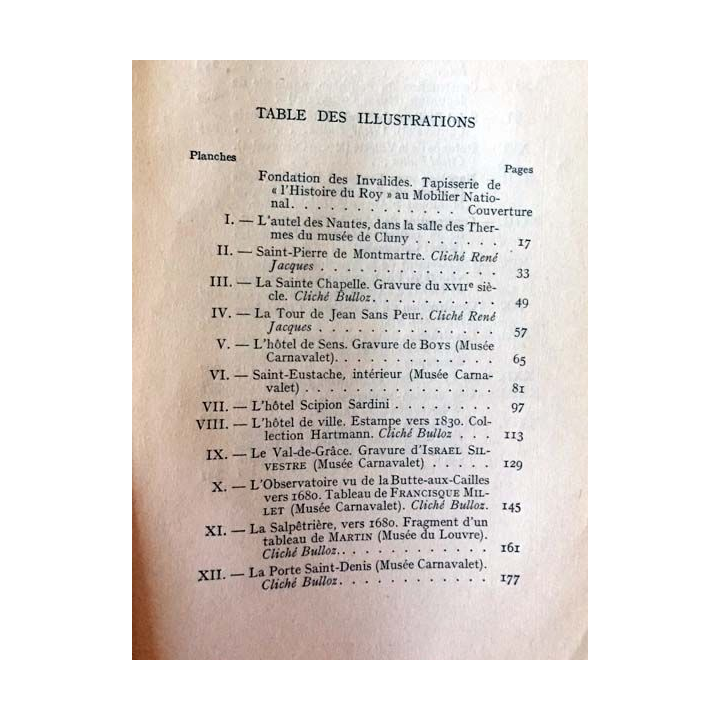 TABLE DES ILLUSTRATIONS
Planches Pages
Fondation des Invalides. Tapisserie de
« l'Histoire du Roy » au Mobilier Natio-
nal. . . . . . . . . . . . . Couverture
I. — L'autel des Nautes, dans la salle des Ther-
mes du musée de Cluny . . . . . . . 17
II. — Saint-Pierre de Montmartre. Cliché René
Jacques . . . . . . . . . . . . . 33
III. — La Sainte Chapelle. Gravure du XVIIe siè-
cle. Cliché Bulloz. . . . . . . . . . 49
IV. — La Tour de Jean Sans Peur. Cliché René
Jacques . . . . . . . . . . . . . 57
V. — L'hôtel de Sens. Gravure de BOYS (Musée
Carnavalet). . . . . . . . . . . . 65
VI. — Saint-Eustache, intérieur (Musée Carna-
valet) . . . . . . . . . . . . . . 81
VII. — L'hôtel Scipion Sardini . . . . . . . . 97
VIII. — L'hôtel de ville. Estampe vers 1830. Col-
lection Hartmann. Cliché Bulloz . . . 113
IX. — Le Val-de-Grâce. Gravure d'ISRAEL SIL-
VESTRE (Musée Carnavalet) . . . . . 129
X. — L'Observatoire vu de la Butte-aux-Cailles
vers 1680. Tableau de FRANCISQUE MIL-
LET (Musée Carnavalet). Cliché Bulloz. 145
XI. — La Salpêtrière, vers 1680. Fragment d'un
tableau de MARTIN (Musée du Louvre).
Cliché Bulloz. . . . . . . . . . . . 161
XII. — La Porte Saint-Denis (Musée Carnavalet).
Cliché Bulloz. . . . . . . . . . . . 177